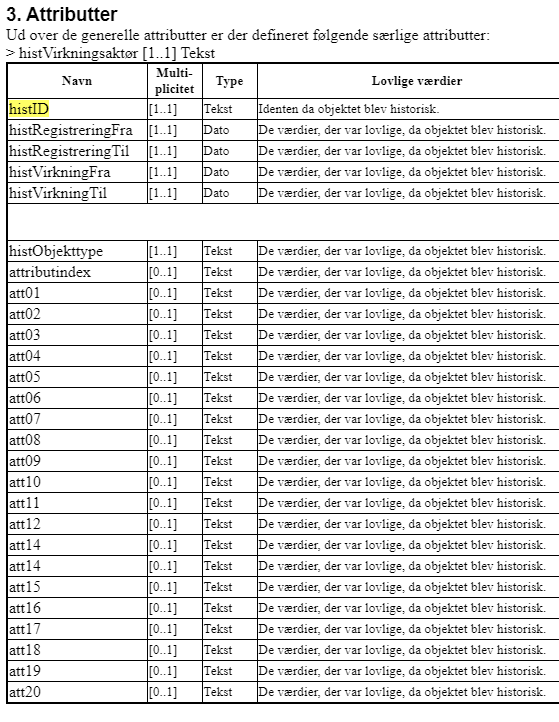 3. Attributter
Ud over de generelle attributter er der defineret følgende særlige attributter:
> histVirkningsaktør [1..1] Tekst
Navn Multi-plicitet Type Lovlige værdier
histID [1..1] Tekst Identen da objektet blev historisk.
histRegistreringFra [1..1] Dato De værdier, der var lovlige, da objektet blev historisk.
histRegistreringTil [1..1] Dato De værdier, der var lovlige, da objektet blev historisk.
histVirkningFra [1..1] Dato De værdier, der var lovlige, da objektet blev historisk.
histVirkningTil [1..1] Dato De værdier, der var lovlige, da objektet blev historisk.
histObjekttype [1..1] Tekst De værdier, der var lovlige, da objektet blev historisk.
attributindex [0..1] Tekst De værdier, der var lovlige, da objektet blev historisk.
att01 [0..1] Tekst De værdier, der var lovlige, da objektet blev historisk.
att02 [0..1] Tekst De værdier, der var lovlige, da objektet blev historisk.
att03 [0..1] Tekst De værdier, der var lovlige, da objektet blev historisk.
att04 [0..1] Tekst De værdier, der var lovlige, da objektet blev historisk.
att05 [0..1] Tekst De værdier, der var lovlige, da objektet blev historisk.
att06 [0..1] Tekst De værdier, der var lovlige, da objektet blev historisk.
att07 [0..1] Tekst De værdier, der var lovlige, da objektet blev historisk.
att08 [0..1] Tekst De værdier, der var lovlige, da objektet blev historisk.
att09 [0..1] Tekst De værdier, der var lovlige, da objektet blev historisk.
att10 [0..1] Tekst De værdier, der var lovlige, da objektet blev historisk.
att11 [0..1] Tekst De værdier, der var lovlige, da objektet blev historisk.
att12 [0..1] Tekst De værdier, der var lovlige, da objektet blev historisk.
att14 [0..1] Tekst De værdier, der var lovlige, da objektet blev historisk.
att14 [0..1] Tekst De værdier, der var lovlige, da objektet blev historisk.
att15 [0..1] Tekst De værdier, der var lovlige, da objektet blev historisk.
att16 [0..1] Tekst De værdier, der var lovlige, da objektet blev historisk.
att17 [0..1] Tekst De værdier, der var lovlige, da objektet blev historisk.
att18 [0..1] Tekst De værdier, der var lovlige, da objektet blev historisk.
att19 [0..1] Tekst De værdier, der var lovlige, da objektet blev historisk.
att20 [0..1] Tekst De værdier, der var lovlige, da objektet blev historisk.